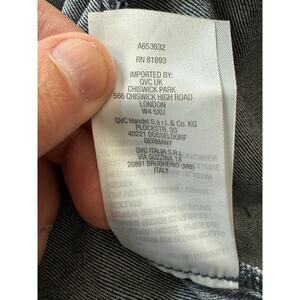 A653632
RN 81893
IMPORTED BY:
QVC UK
CHISWICK PARK
566 CHISWICK HIGH ROAD
LONDON
W4 5XU
QVC Handel S.à r.l. & Co. KG
PLOCKSTR. 30
40221 DÜSSELDORF
GERMANY
QVC ITALIA S.R.L.
VIA GUZZINA 18
20861 BRUGHERIO (MB)
ITALY